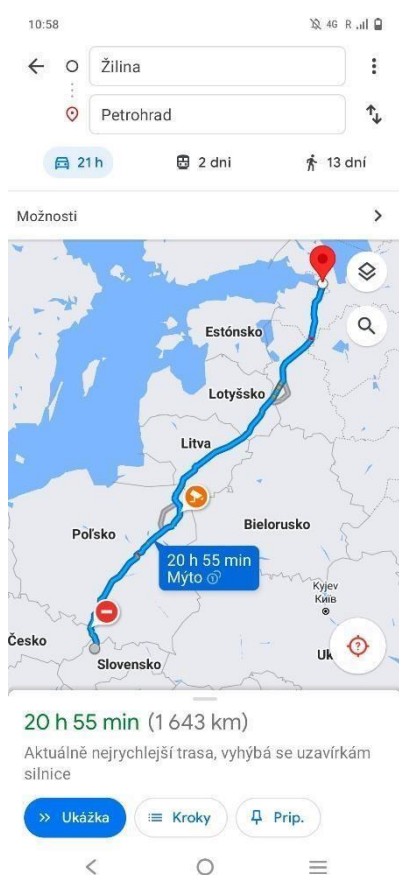 10:58
4G R
Žilina
Petrohrad
21 h
2 dni
13 dní
Možnosti
Estónsko
Lotyšsko
Litva
Poľsko
Bielorusko
20 h 55 min
Mýto
Kyjev
Київ
Česko
Slovensko
Uk
20 h 55 min (1 643 km)
Aktuálně nejrychlejší trasa, vyhýbá se uzavírkám
silnice
Ukážka
Kroky
Prip.